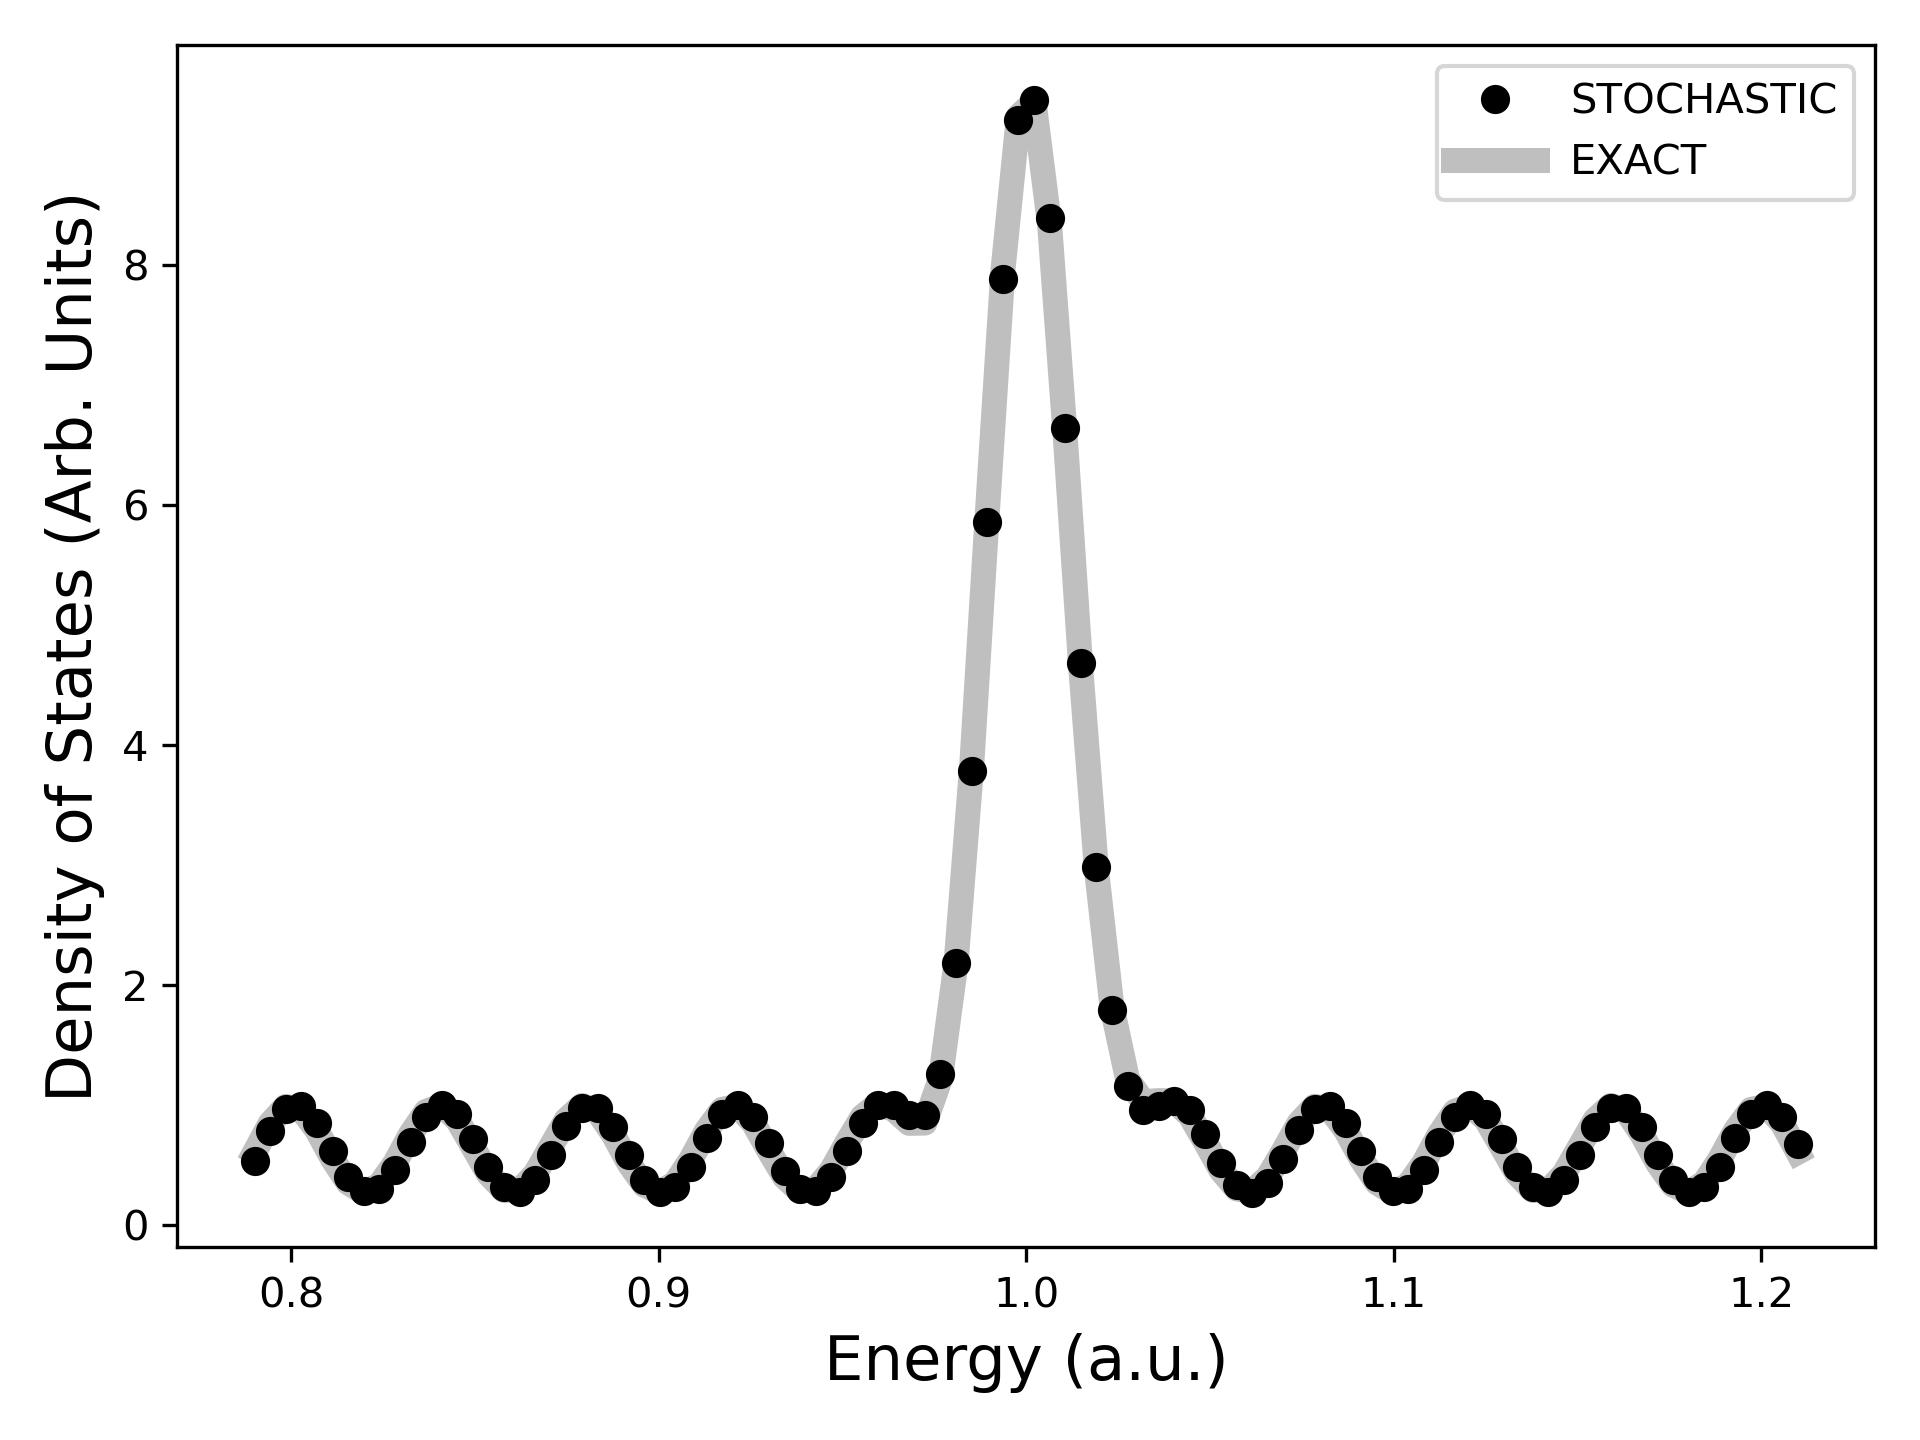 STOCHASTIC
EXACT
Density of States (Arb. Units)
8
6
4
2
0
0.8 0.9 1.0 1.1 1.2
Energy (a.u.)